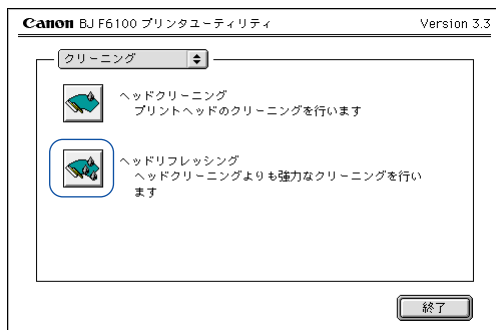 Canon BJ F6100 プリンタユーティリティ Version 3.3
クリーニング
ヘッドクリーニング
プリントヘッドのクリーニングを行います
ヘッドリフレッシング
ヘッドクリーニングよりも強力なクリーニングを行い
ます
終了